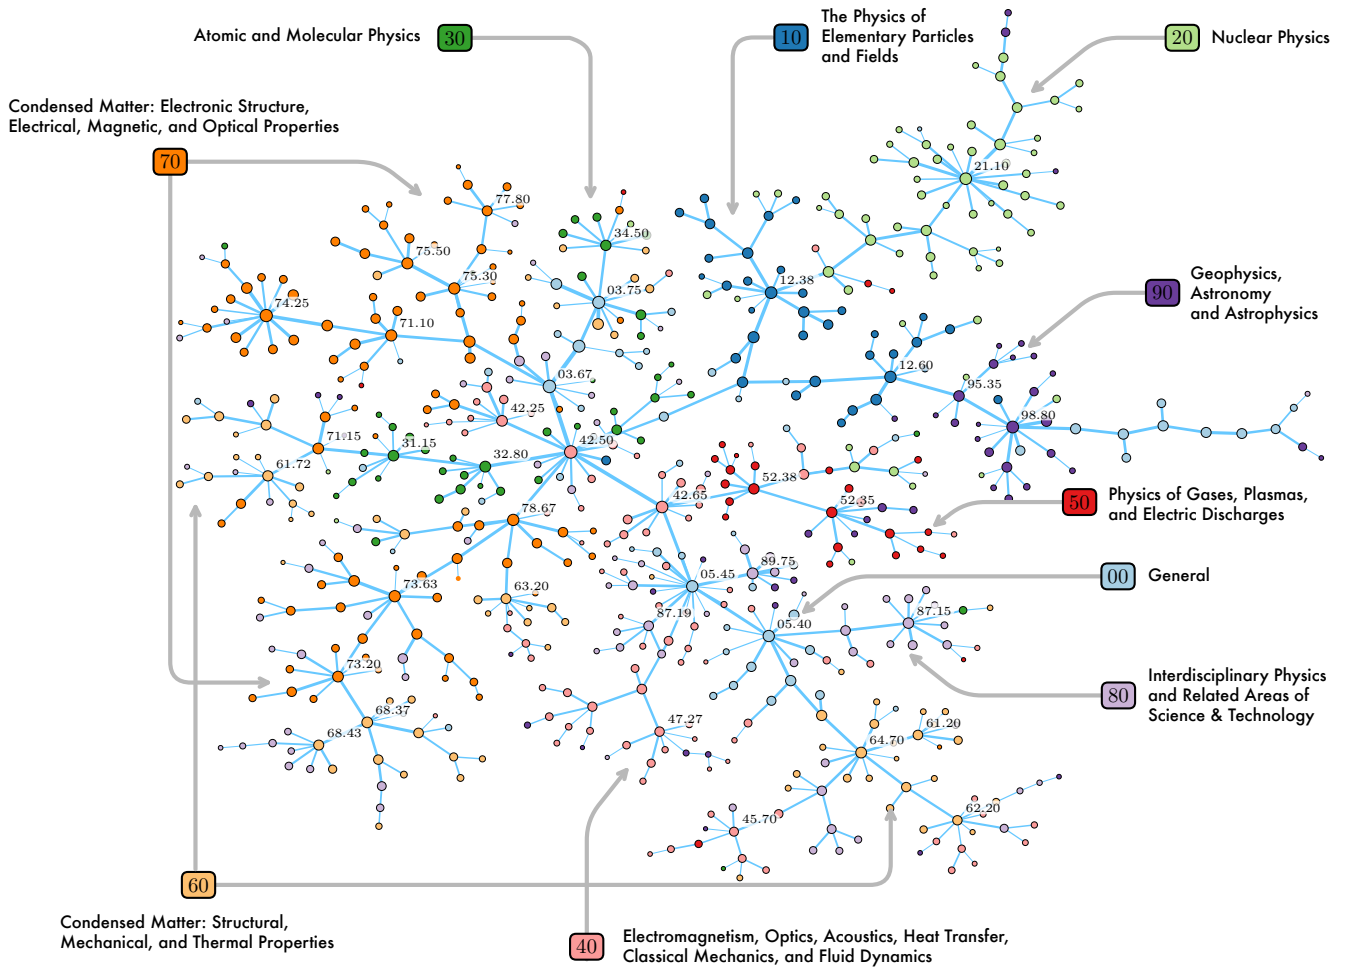 Atomic and Molecular Physics
30
10
The Physics of
Elementary Particles
and Fields
20
Nuclear Physics
Condensed Matter: Electronic Structure,
Electrical, Magnetic, and Optical Properties
70
21.10
77.80
34.50
75.50
75.30
12.38
03.75
74.25
71.10
90
Geophysics,
Astronomy
and Astrophysics
12.60
03.67
95.35
42.25
98.80
71.15
31.15
42.50
32.80
61.72
52.38
42.65
52.35
50
Physics of Gases, Plasmas,
and Electric Discharges
78.67
89.75
05.45
00
General
73.63
63.20
87.19
05.40
87.15
73.20
80
Interdisciplinary Physics
and Related Areas of
Science & Technology
68.37
68.43
47.27
61.20
64.70
45.70
62.20
60
Condensed Matter: Structural,
Mechanical, and Thermal Properties
40
Electromagnetism, Optics, Acoustics, Heat Transfer,
Classical Mechanics, and Fluid Dynamics